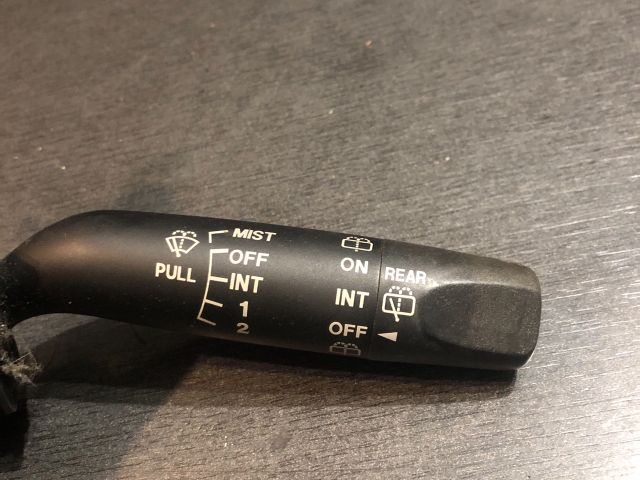 MIST
OFF
PULL
INT
1
2
ON
INT
OFF
REAR